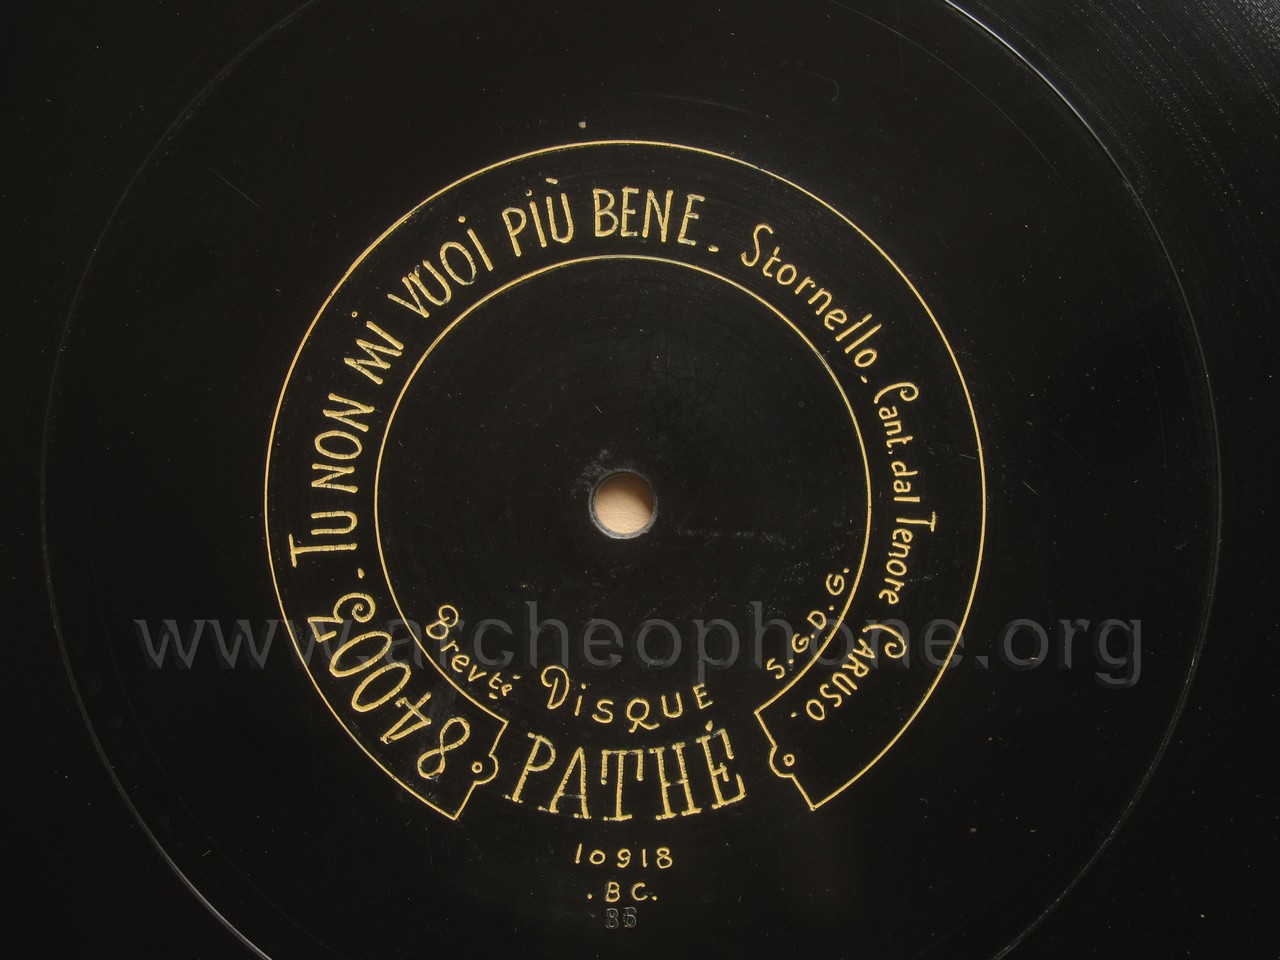 84003. TU NON MI VUOI PIÙ BENE. Stornello. Cant. dal Tenore CARUSO.
Brevté DISQUE S.G.D.G.
PATHÉ
10918
.BC.
86
www.archeophone.org